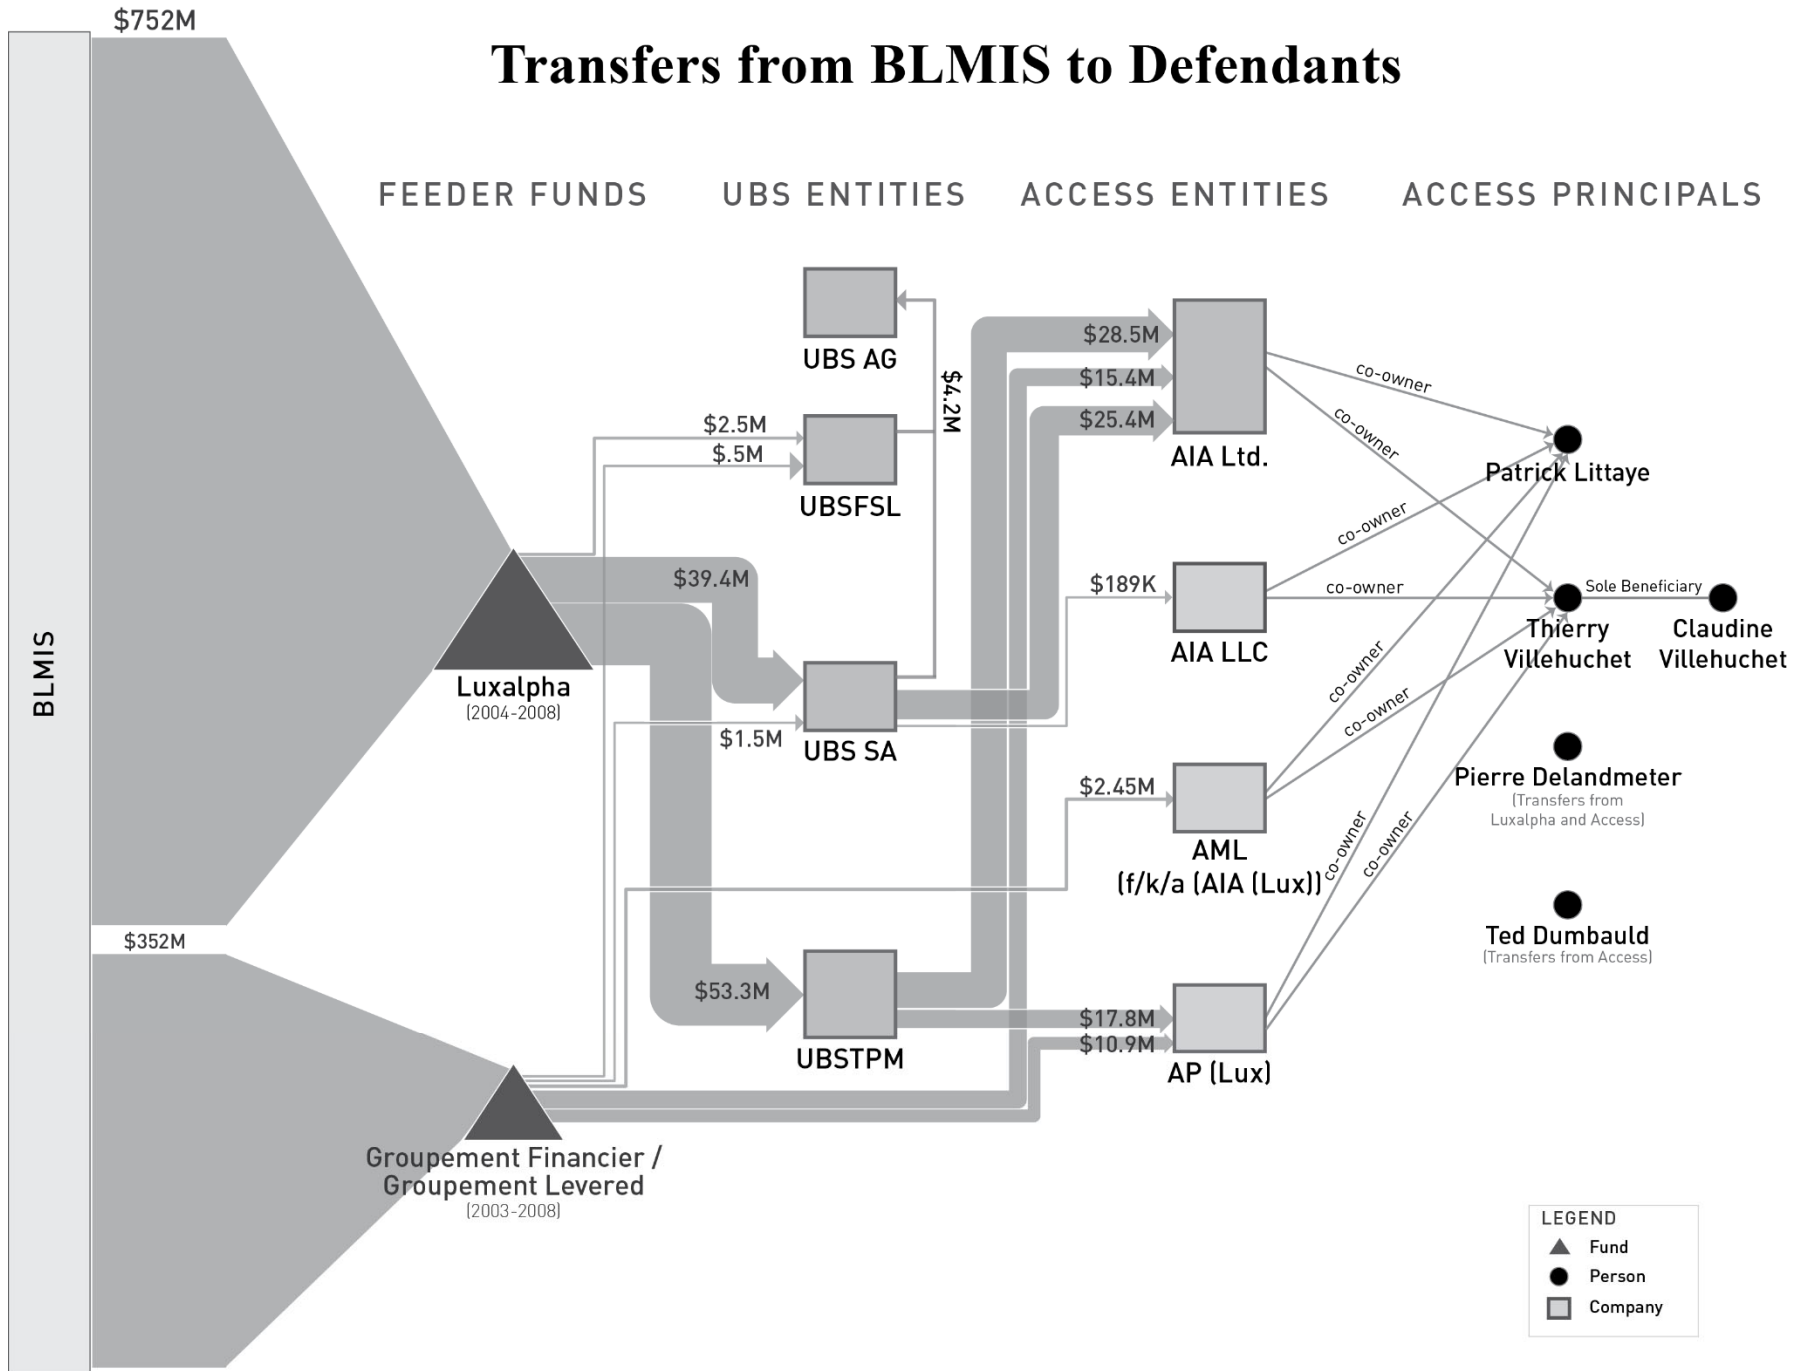 $752M
Transfers from BLMIS to Defendants
FEEDER FUNDS
UBS ENTITIES
ACCESS ENTITIES
ACCESS PRINCIPALS
BLMIS
$352M
Luxalpha
(2004-2008)
Groupement Financier /
Groupement Levered
(2003-2008)
UBS AG
$4.2M
$2.5M
$.5M
UBSFSL
$39.4M
$1.5M
UBS SA
$53.3M
UBSTPM
$28.5M
$15.4M
$25.4M
AIA Ltd.
$189K
AIA LLC
$2.45M
AML
(f/k/a (AIA (Lux))
$17.8M
$10.9M
AP (Lux)
co-owner
co-owner
co-owner
co-owner
co-owner
co-owner
co-owner
co-owner
Patrick Littaye
Sole Beneficiary
Thierry
Villehuchet
Claudine
Villehuchet
Pierre Delandmeter
(Transfers from
Luxalpha and Access)
Ted Dumbauld
(Transfers from Access)
LEGEND
Fund
Person
Company